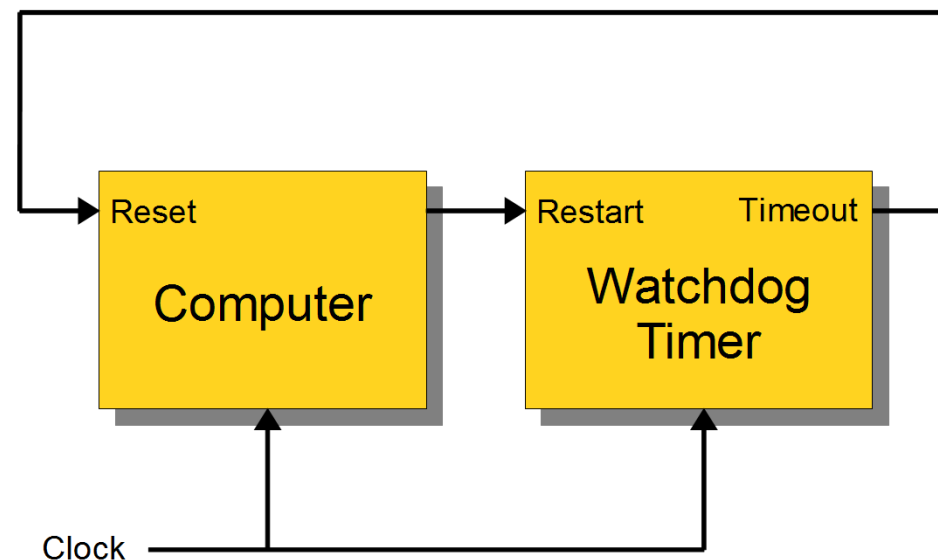 Reset
Restart
Timeout
Computer
Watchdog
Timer
Clock